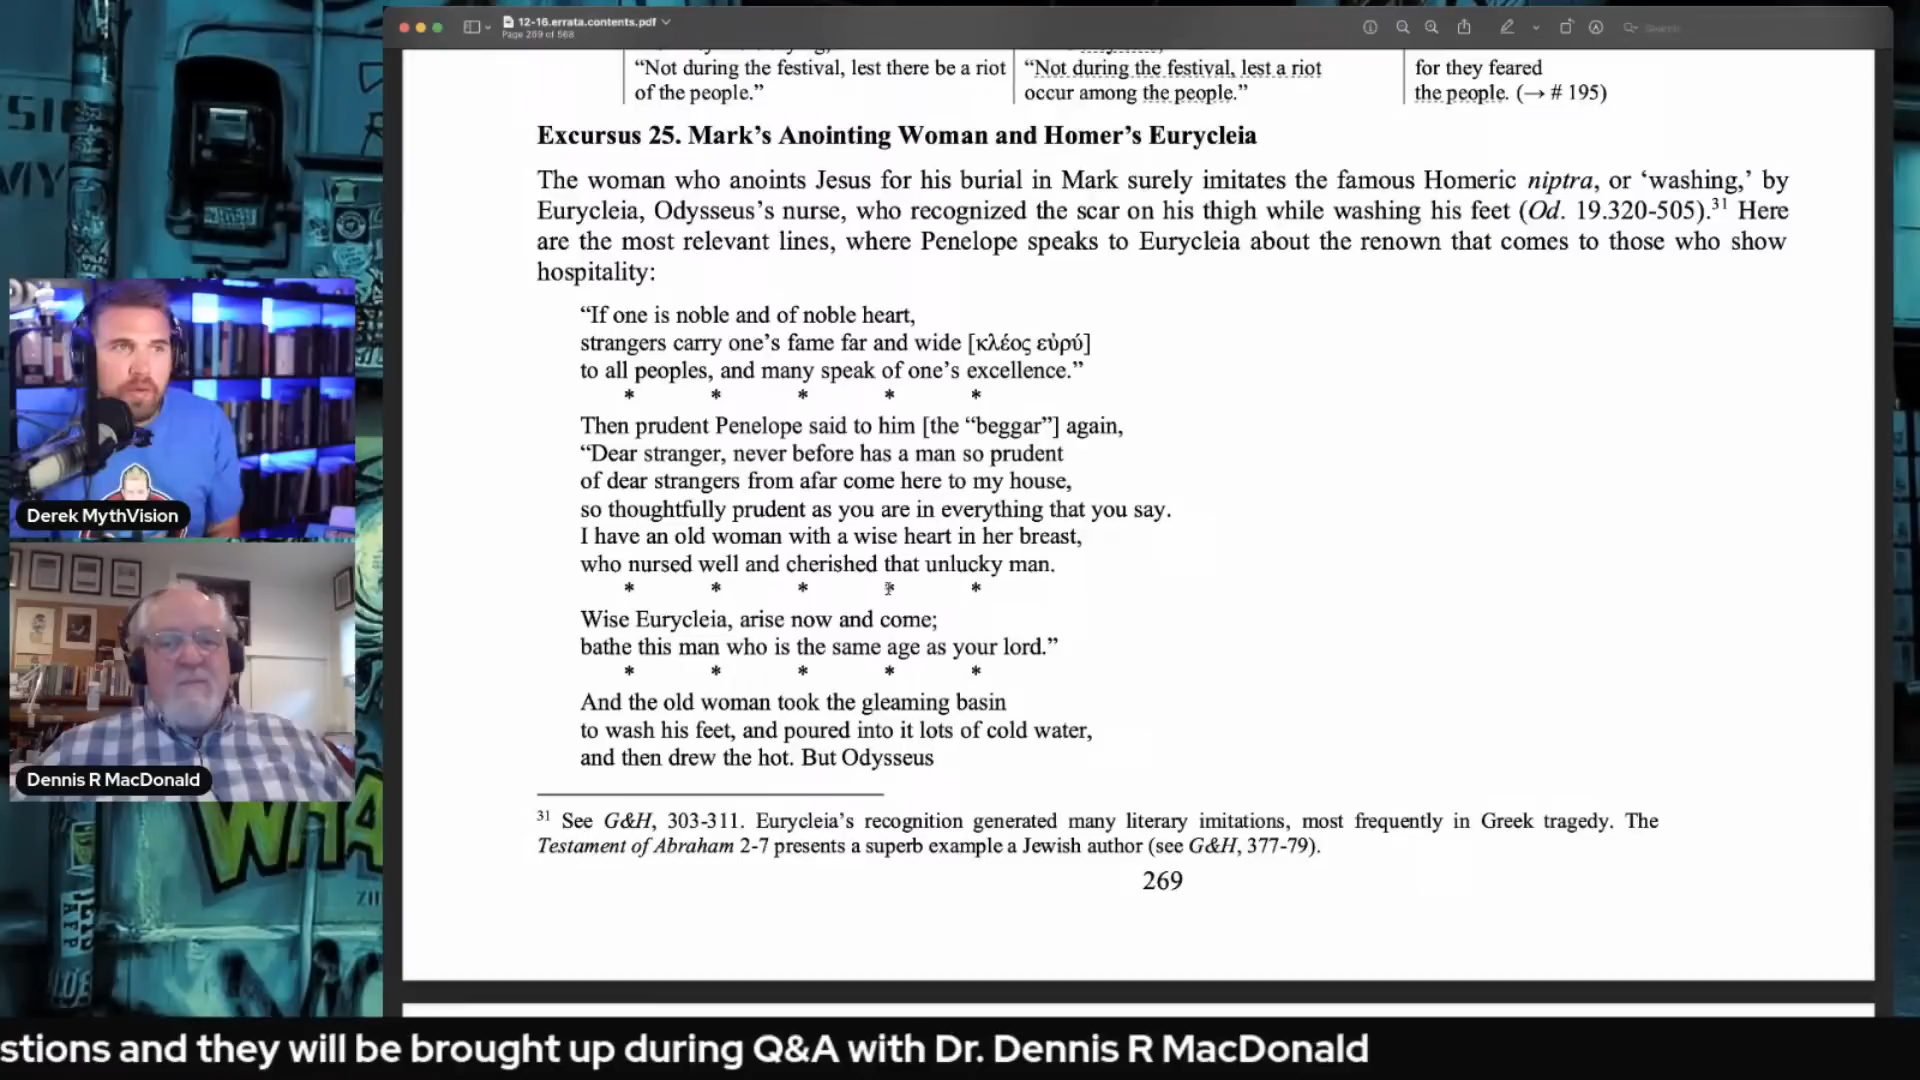 12-16.errata.contents.pdf
Page 269 of 568
Search
“Not during the festival, lest there be a riot
of the people.”
“Not during the festival, lest a riot
occur among the people.”
for they feared
the people. (→ # 195)
Excursus 25. Mark’s Anointing Woman and Homer’s Eurycleia
The woman who anoints Jesus for his burial in Mark surely imitates the famous Homeric niptra, or ‘washing,’ by
Eurycleia, Odysseus’s nurse, who recognized the scar on his thigh while washing his feet (Od. 19.320-505).31 Here
are the most relevant lines, where Penelope speaks to Eurycleia about the renown that comes to those who show
hospitality:
“If one is noble and of noble heart,
strangers carry one’s fame far and wide [κλέος εὐρύ]
to all peoples, and many speak of one’s excellence.”
* * * * *
Then prudent Penelope said to him [the “beggar”] again,
“Dear stranger, never before has a man so prudent
of dear strangers from afar come here to my house,
so thoughtfully prudent as you are in everything that you say.
I have an old woman with a wise heart in her breast,
who nursed well and cherished that unlucky man.
* * * * *
Wise Eurycleia, arise now and come;
bathe this man who is the same age as your lord.”
* * * * *
And the old woman took the gleaming basin
to wash his feet, and poured into it lots of cold water,
and then drew the hot. But Odysseus
31 See G&H, 303-311. Eurycleia’s recognition generated many literary imitations, most frequently in Greek tragedy. The
Testament of Abraham 2-7 presents a superb example a Jewish author (see G&H, 377-79).
269
Derek MythVision
Dennis R MacDonald
stions and they will be brought up during Q&A with Dr. Dennis R MacDonald